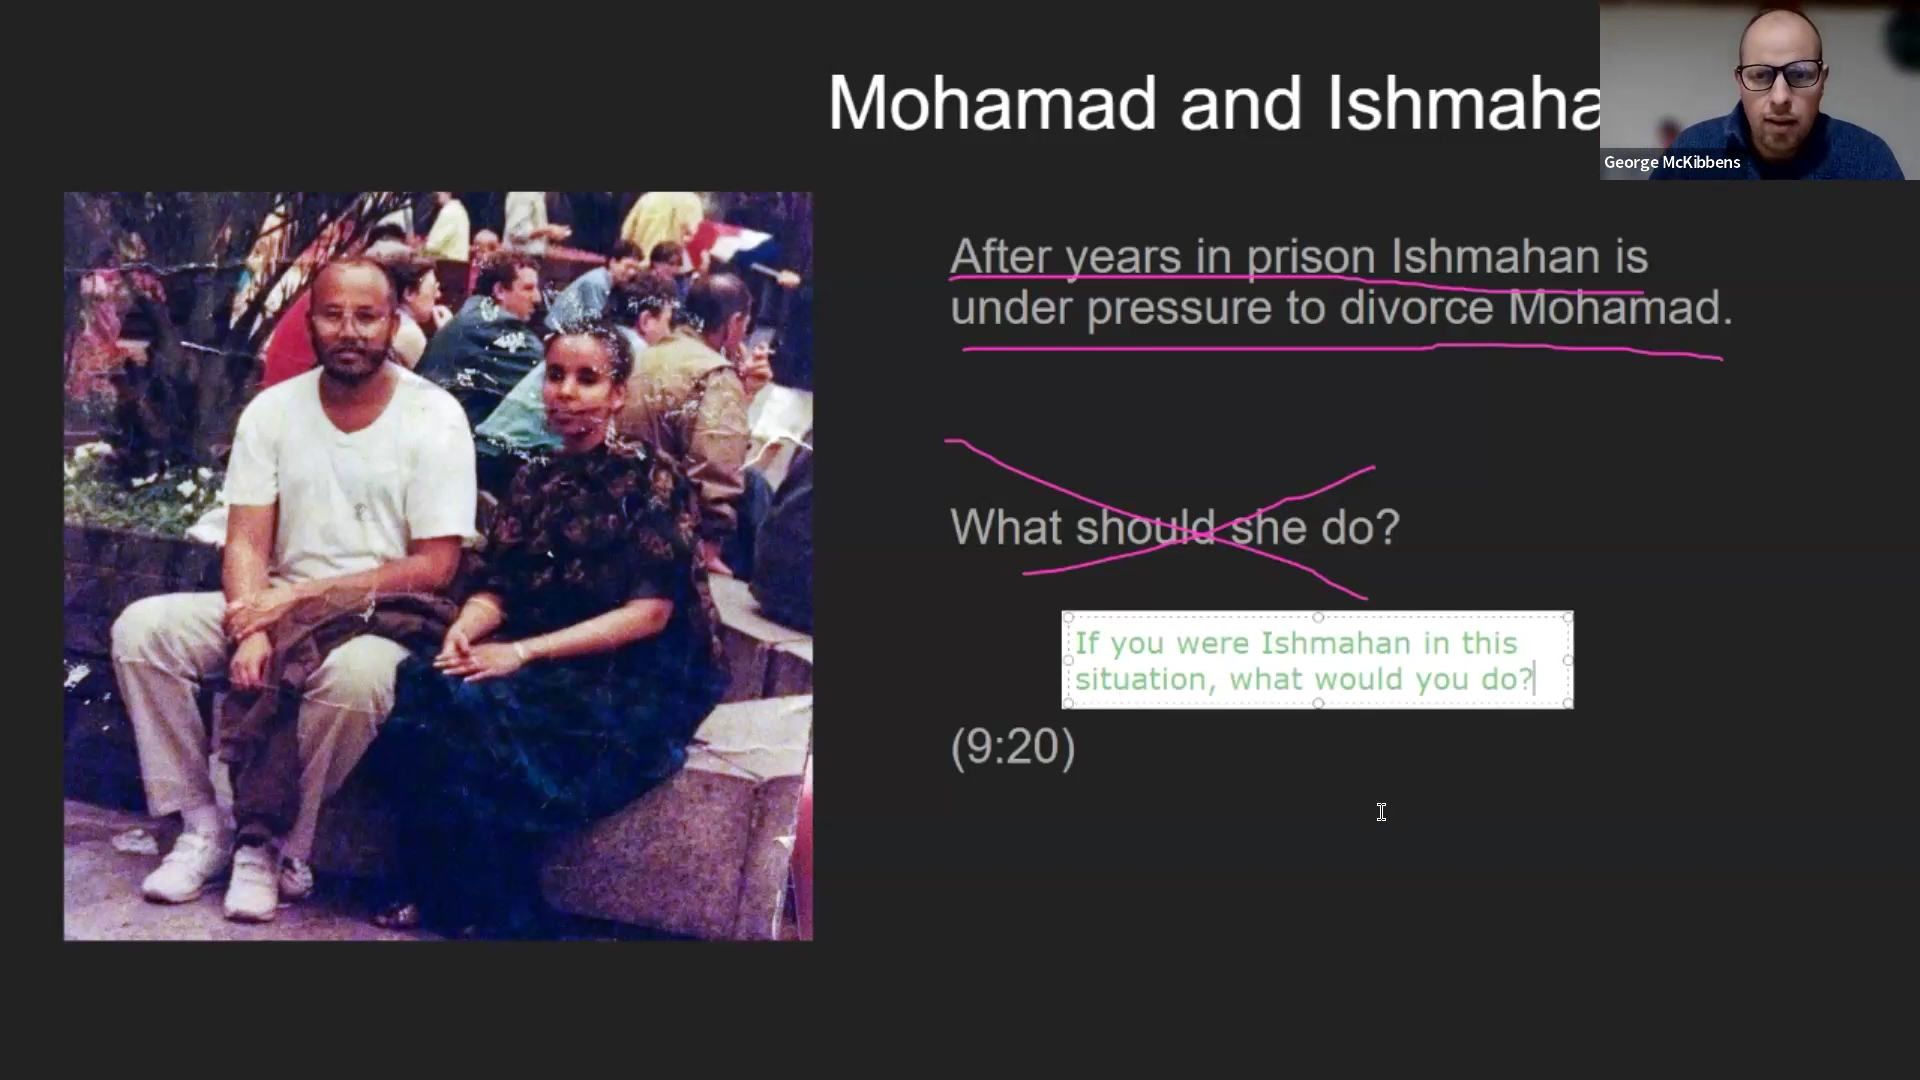 Mohamad and Ishmaha
George McKibbens
After years in prison Ishmahan is
under pressure to divorce Mohamad.
What should she do?
If you were Ishmahan in this
situation, what would you do?
(9:20)